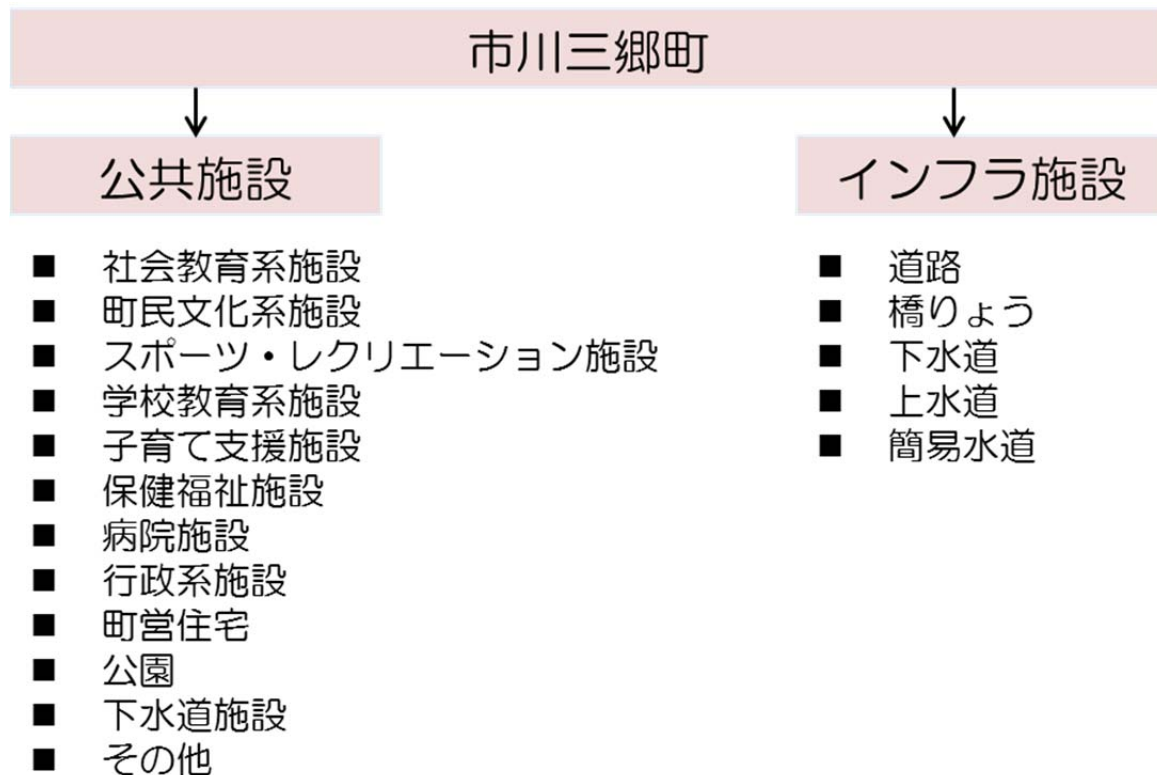 市川三郷町
公共施設
■ 社会教育系施設
■ 町民文化系施設
■ スポーツ・レクリエーション施設
■ 学校教育系施設
■ 子育て支援施設
■ 保健福祉施設
■ 病院施設
■ 行政系施設
■ 町営住宅
■ 公園
■ 下水道施設
■ その他
インフラ施設
■ 道路
■ 橋りょう
■ 下水道
■ 上水道
■ 簡易水道